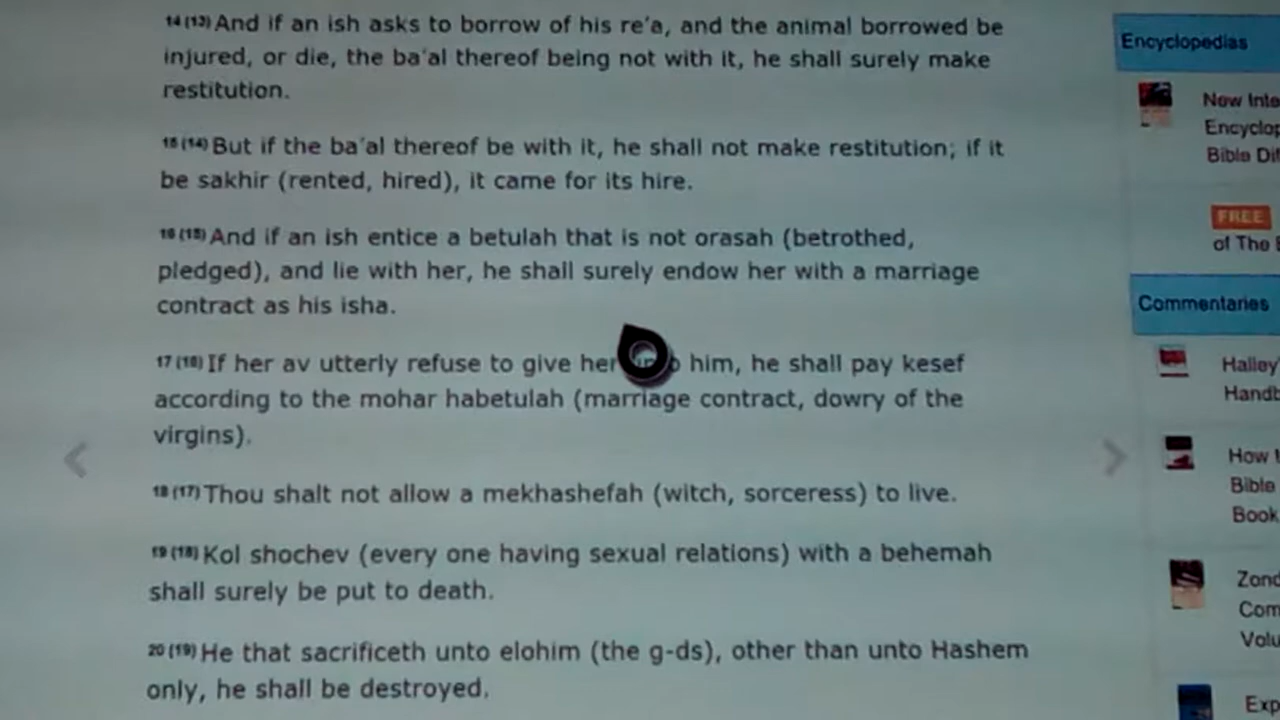 14 (13) And if an ish asks to borrow of his re'a, and the animal borrowed be
injured, or die, the ba'al thereof being not with it, he shall surely make
restitution.
15 (14) But if the ba'al thereof be with it, he shall not make restitution; if it
be sakhir (rented, hired), it came for its hire.
16 (15) And if an ish entice a betulah that is not orasah (betrothed,
pledged), and lie with her, he shall surely endow her with a marriage
contract as his isha.
17 (16) If her av utterly refuse to give her him, he shall pay kesef
according to the mohar habetulah (marriage contract, dowry of the
virgins).
18 (17) Thou shalt not allow a mekhashefah (witch, sorceress) to live.
19 (18) Kol shochev (every one having sexual relations) with a behemah
shall surely be put to death.
20 (19) He that sacrificeth unto elohim (the g-ds), other than unto Hashem
only, he shall be destroyed.
Encyclopedias
New Inte
Encyclop
Bible Dif
FREE
of The B
Commentaries
Halley'
Handb
How t
Bible
Book
Zond
Com
Volu
Exp